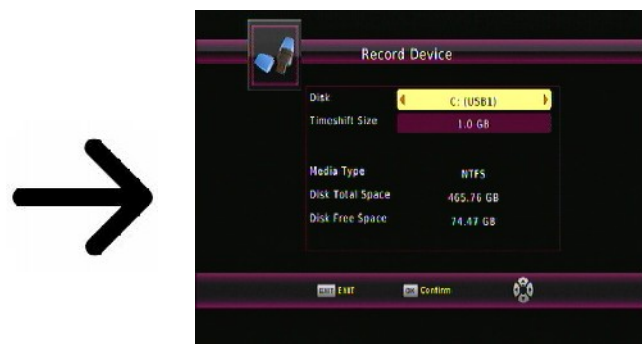 Record Device
Disk C: (USB1)
Timeshift Size 1.0 GB
Media Type NTFS
Disk Total Space 465.76 GB
Disk Free Space 74.47 GB
EXIT EXIT OK Confirm